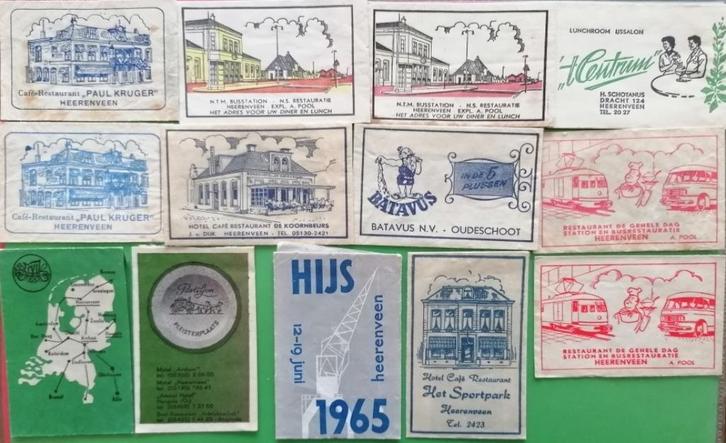 Café-Restaurant „PAUL KRUGER”
HEERENVEEN
N.T.M. BUSSTATION - N.S. RESTAURATIE
HEERENVEEN EXPL. A. POOL
HET ADRES VOOR UW DINER EN LUNCH
N.T.M. BUSSTATION - N.S. RESTAURATIE
HEERENVEEN EXPL. A. POOL
HET ADRES VOOR UW DINER EN LUNCH
LUNCHROOM IJSSALON
't Centrum
H. SCHOTANUS
DRACHT 124
HEERENVEEN
TEL. 20 27
Café-Restaurant „PAUL KRUGER”
HEERENVEEN
HOTEL CAFÉ RESTAURANT DE KOORNBEURS
J. v. DIJK HEERENVEEN - TEL. 05130-2421
BATAVUS
IN DE 5
PLUSSEN
BATAVUS N.V. - OUDESCHOOT
RESTAURANT DE GEHELE DAG
STATION EN BUSRESTAURATIE
HEERENVEEN A. POOL
PLEISTERPLAATS
HIJS
12-19 juni
heerenveen
1965
Hotel Café Restaurant
Het Sportpark
Heerenveen
Tel. 2423
RESTAURANT DE GEHELE DAG
STATION EN BUSRESTAURATIE
HEERENVEEN A. POOL